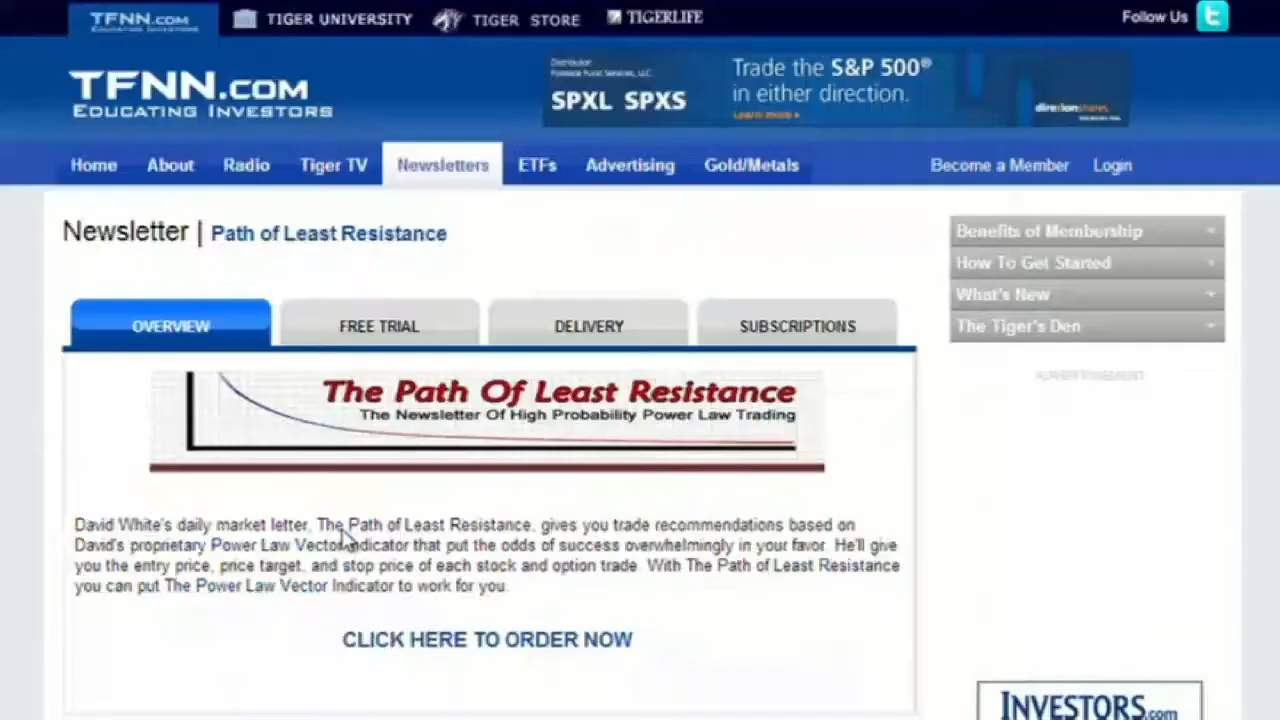 TFNN.COM
EDUCATING INVESTORS
TIGER UNIVERSITY
TIGER STORE
TIGERLIFE
Follow Us
TFNN.COM
EDUCATING INVESTORS
Distributor
SPXL SPXS
Trade the S&P 500®
in either direction.
Learn more
direxionshares
Home About Radio Tiger TV Newsletters ETFs Advertising Gold/Metals Become a Member Login
Newsletter | Path of Least Resistance
Benefits of Membership
How To Get Started
What's New
The Tiger's Den
ADVERTISEMENT
OVERVIEW FREE TRIAL DELIVERY SUBSCRIPTIONS
The Path Of Least Resistance
The Newsletter Of High Probability Power Law Trading
David White's daily market letter, The Path of Least Resistance, gives you trade recommendations based on
David's proprietary Power Law Vector Indicator that put the odds of success overwhelmingly in your favor. He'll give
you the entry price, price target, and stop price of each stock and option trade. With The Path of Least Resistance
you can put The Power Law Vector Indicator to work for you.
CLICK HERE TO ORDER NOW
INVESTORS.com